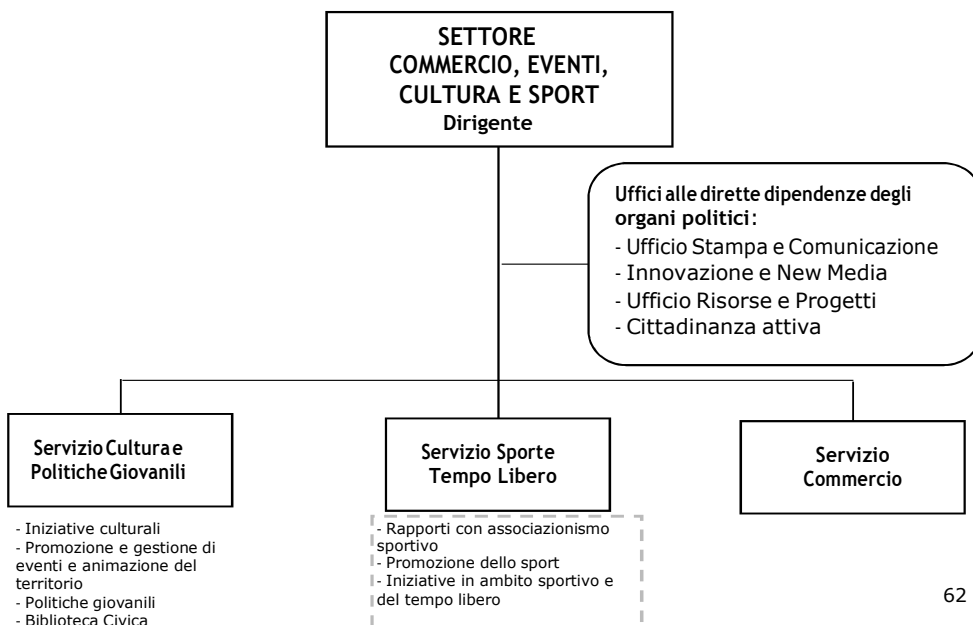 SETTORE
COMMERCIO, EVENTI,
CULTURA E SPORT
Dirigente
Uffici alle dirette dipendenze degli
organi politici:
- Ufficio Stampa e Comunicazione
- Innovazione e New Media
- Ufficio Risorse e Progetti
- Cittadinanza attiva
Servizio Cultura e
Politiche Giovanili
- Iniziative culturali
- Promozione e gestione di
eventi e animazione del
territorio
- Politiche giovanili
- Biblioteca Civica
Servizio Sport e
Tempo Libero
- Rapporti con associazionismo
sportivo
- Promozione dello sport
- Iniziative in ambito sportivo e
del tempo libero
Servizio
Commercio
62